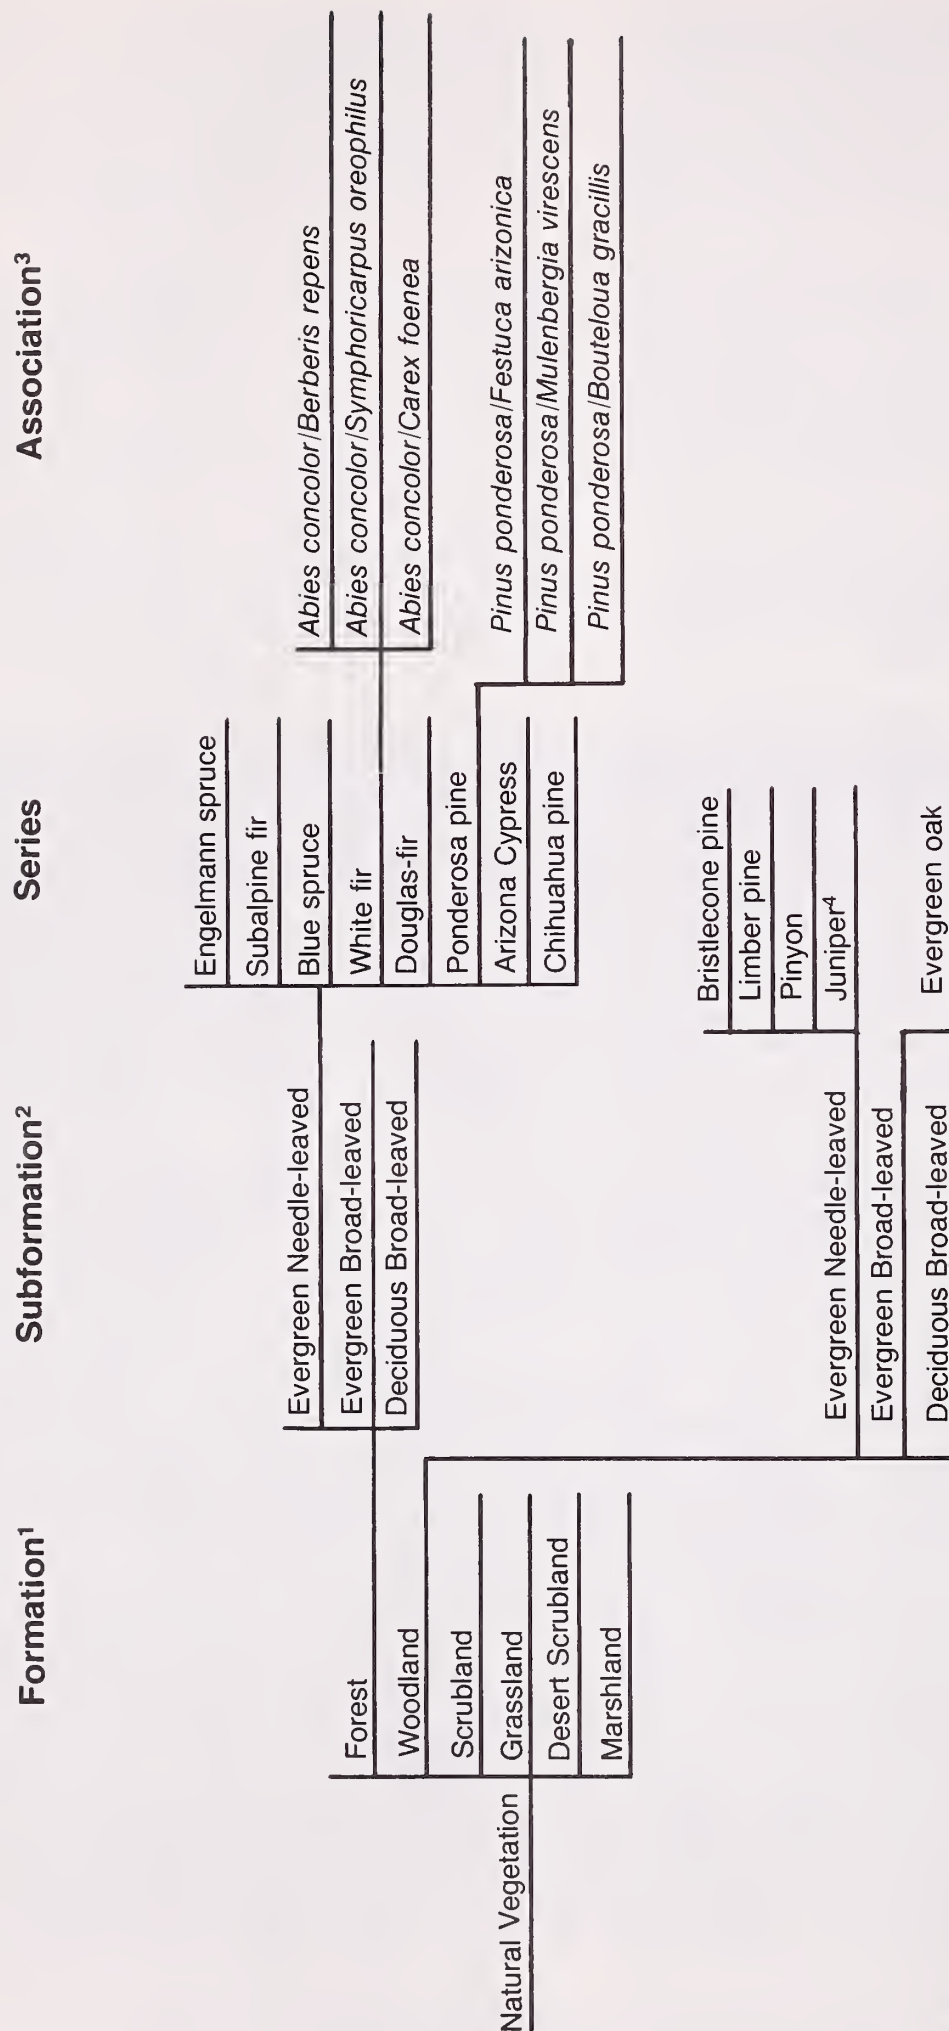 Formation¹
Subformation²
Series
Association³
Natural Vegetation
Forest
Woodland
Scrubland
Grassland
Desert Scrubland
Marshland
Evergreen Needle-leaved
Evergreen Broad-leaved
Deciduous Broad-leaved
Engelmann spruce
Subalpine fir
Blue spruce
White fir
Douglas-fir
Ponderosa pine
Arizona Cypress
Chihuahua pine
Abies concolor/Berberis repens
Abies concolor/Symphoricarpus oreophilus
Abies concolor/Carex foenea
Pinus ponderosa/Festuca arizonica
Pinus ponderosa/Mulenbergia virescens
Pinus ponderosa/Bouteloua gracillis
Evergreen Needle-leaved
Evergreen Broad-leaved
Deciduous Broad-leaved
Bristlecone pine
Limber pine
Pinyon
Juniper⁴
Evergreen oak